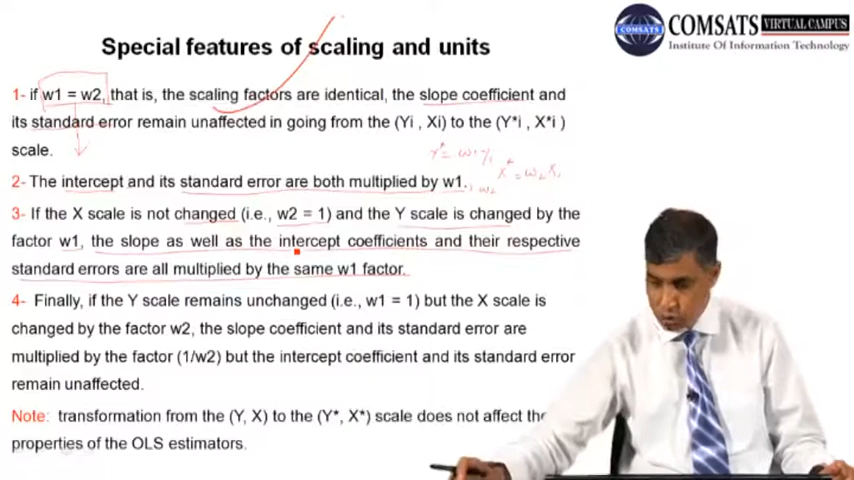 COMSATS VIRTUAL CAMPUS
Institute Of Information Technology
Special features of scaling and units
1- if w1 = w2, that is, the scaling factors are identical, the slope coefficient and
its standard error remain unaffected in going from the (Yi , Xi) to the (Y*i , X*i )
scale.
Y* = w1Yi
X* = w2 Xi
2- The intercept and its standard error are both multiplied by w1.
w2
3- If the X scale is not changed (i.e., w2 = 1) and the Y scale is changed by the
factor w1, the slope as well as the intercept coefficients and their respective
standard errors are all multiplied by the same w1 factor.
4- Finally, if the Y scale remains unchanged (i.e., w1 = 1) but the X scale is
changed by the factor w2, the slope coefficient and its standard error are
multiplied by the factor (1/w2) but the intercept coefficient and its standard error
remain unaffected.
Note: transformation from the (Y, X) to the (Y*, X*) scale does not affect the
properties of the OLS estimators.